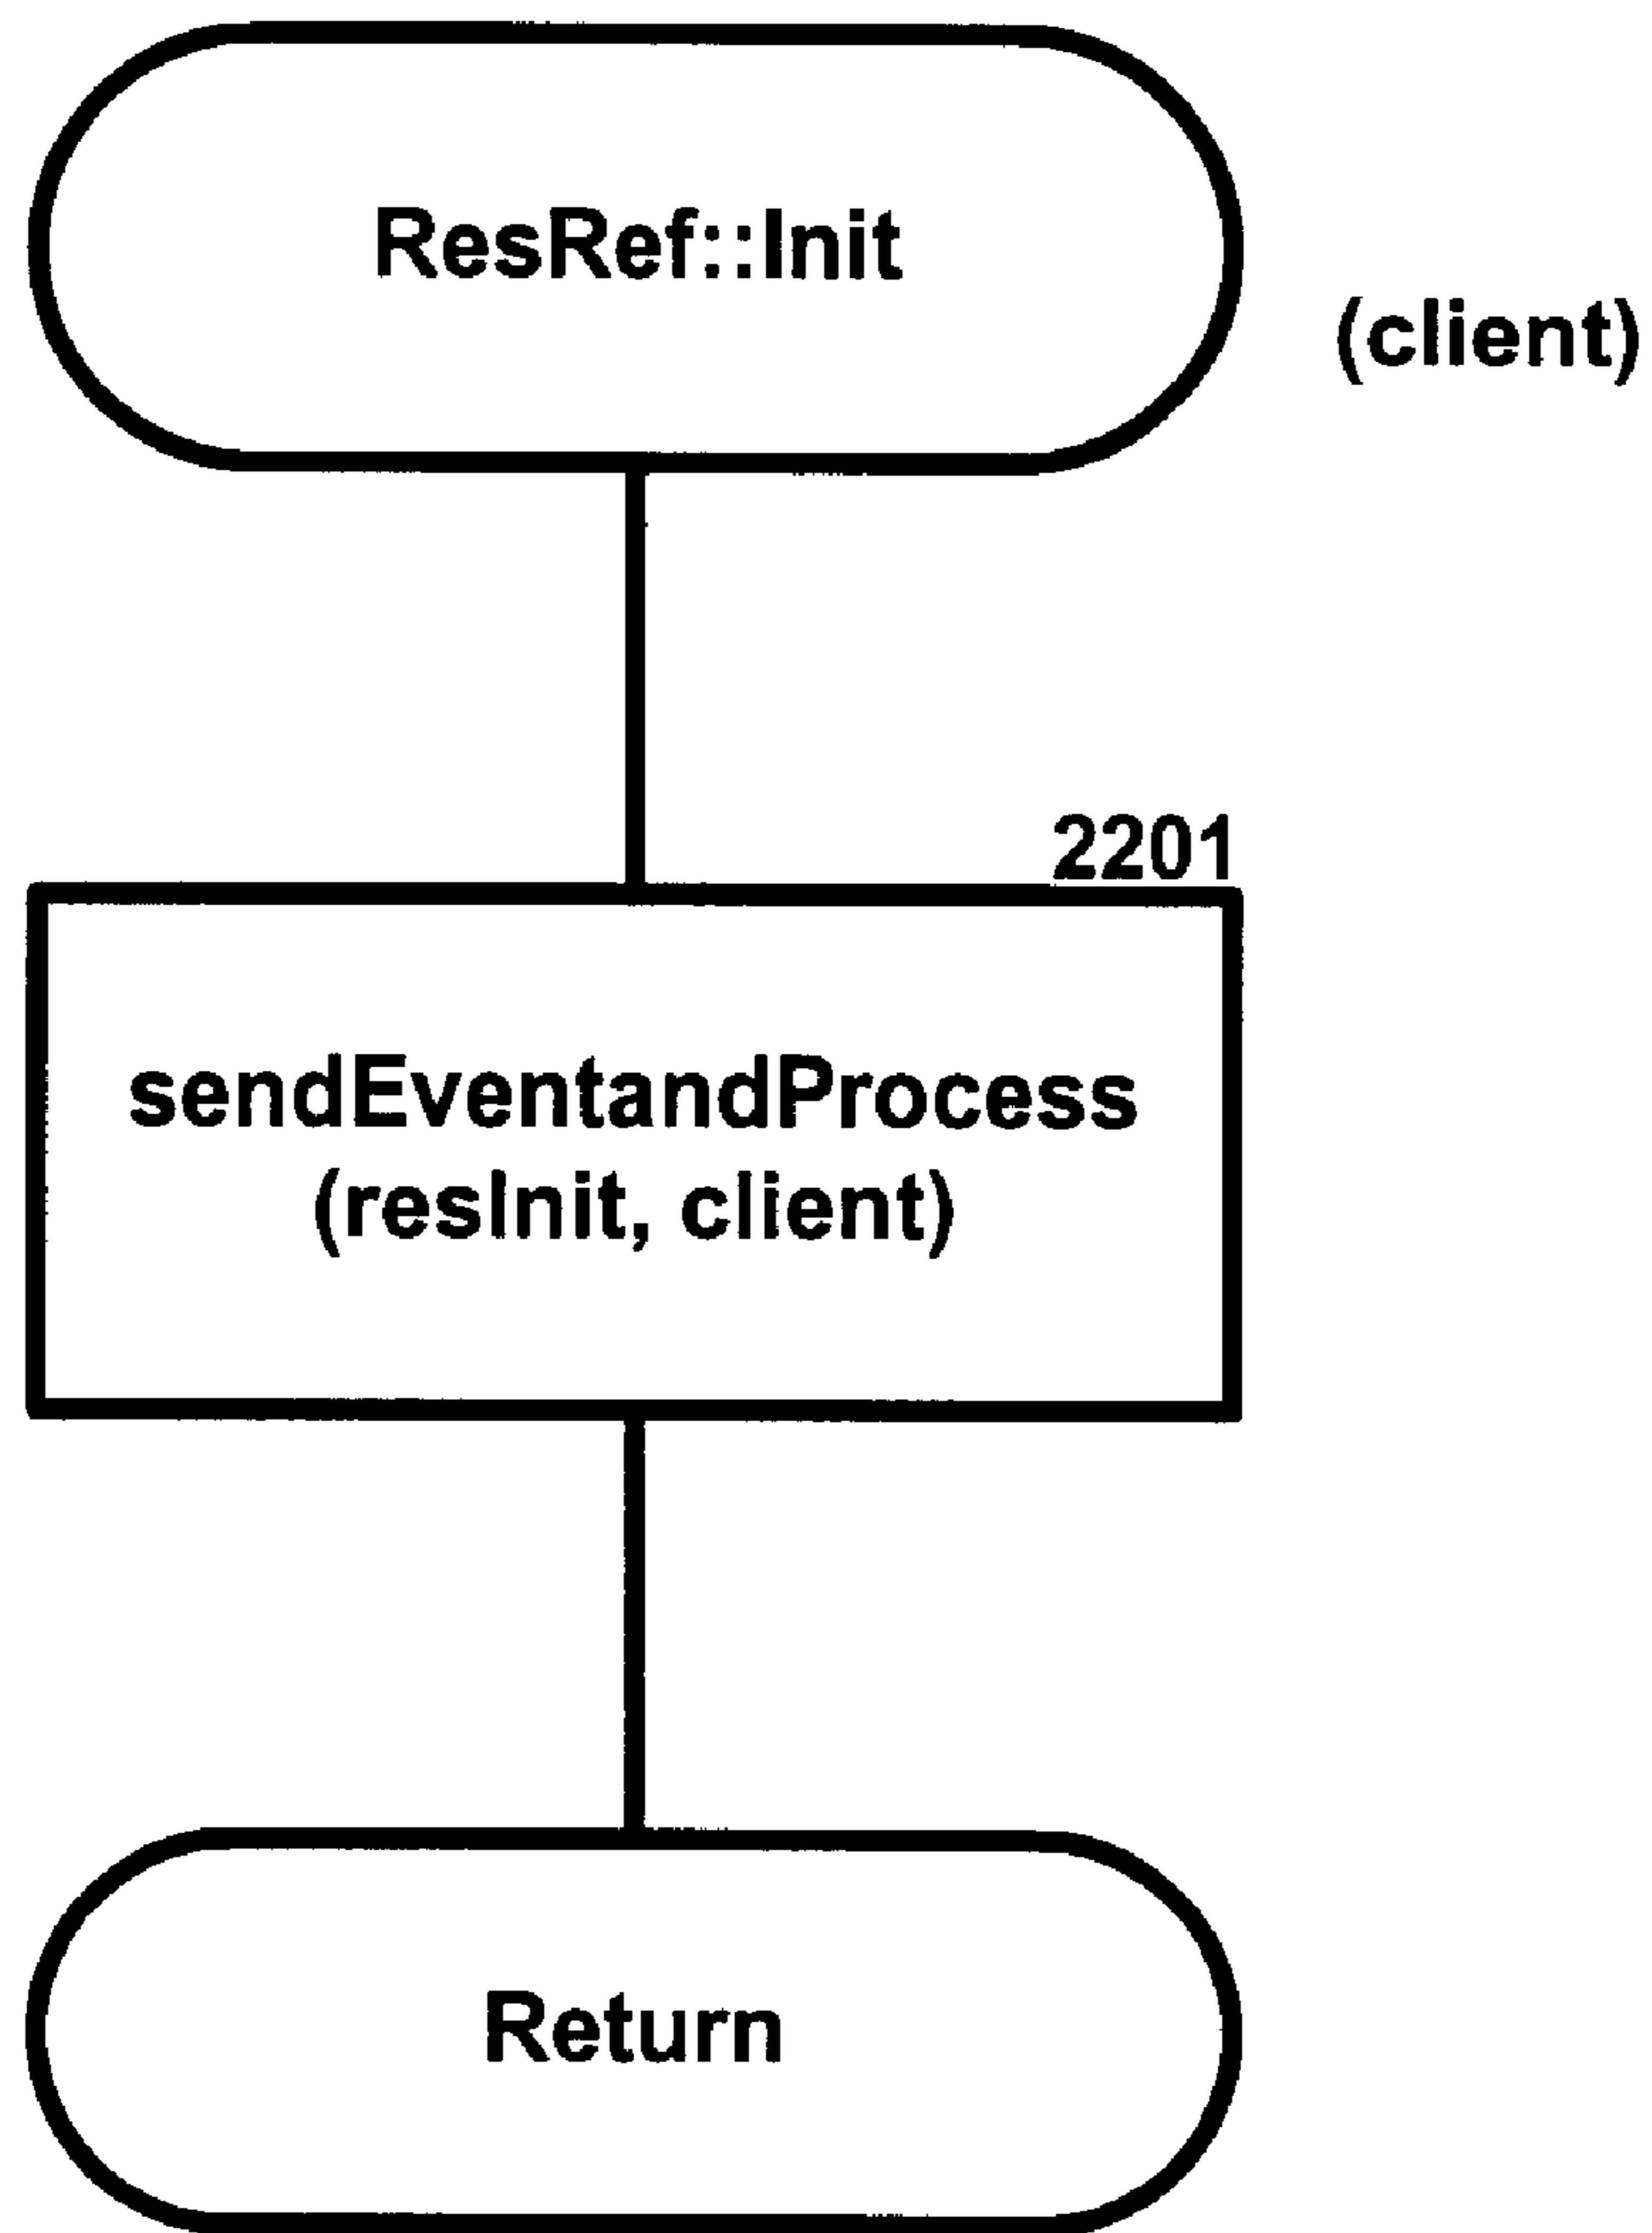 ResRef::Init
(client)
2201
sendEventandProcess
(resInit, client)
Return